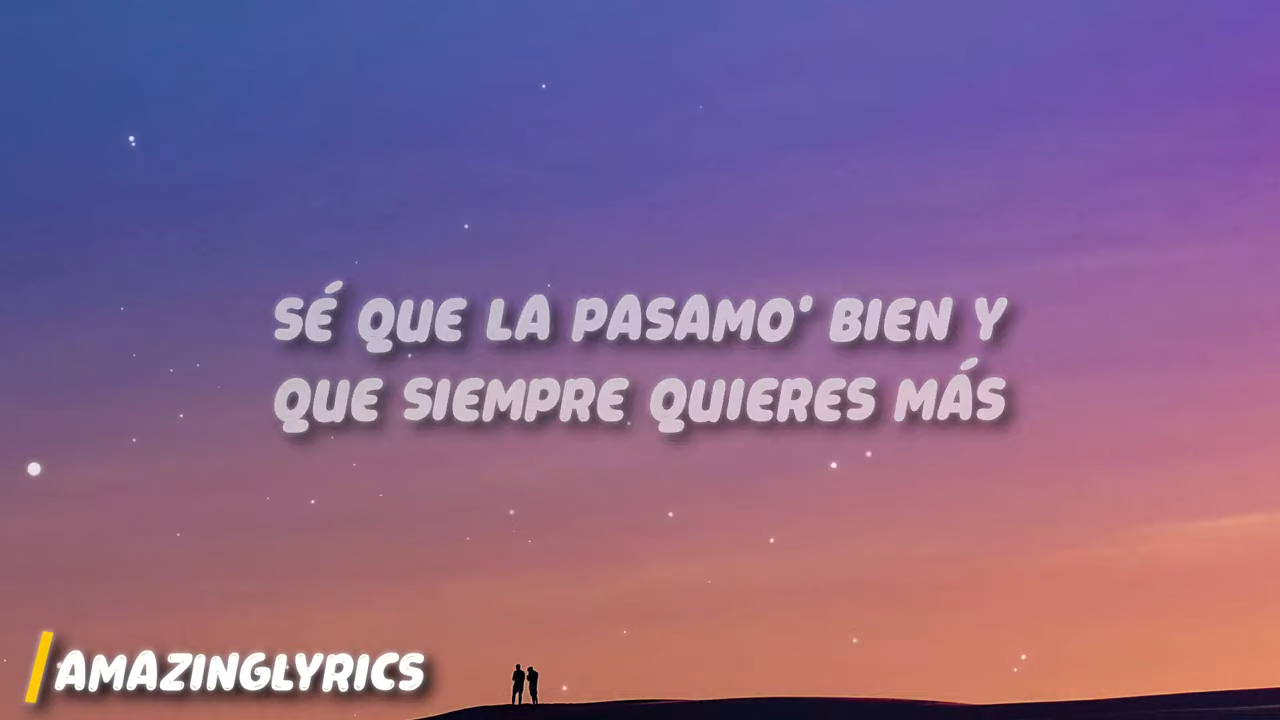 SÉ QUE LA PASAMO' BIEN Y
QUE SIEMPRE QUIERES MÁS
AMAZINGLYRICS